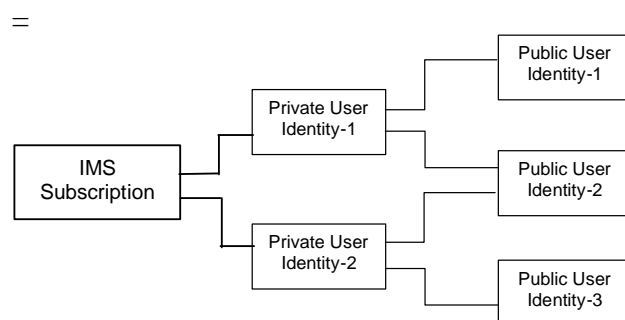 =
Public User
Identity-1
Private User
Identity-1
IMS
Subscription
Public User
Identity-2
Private User
Identity-2
Public User
Identity-3